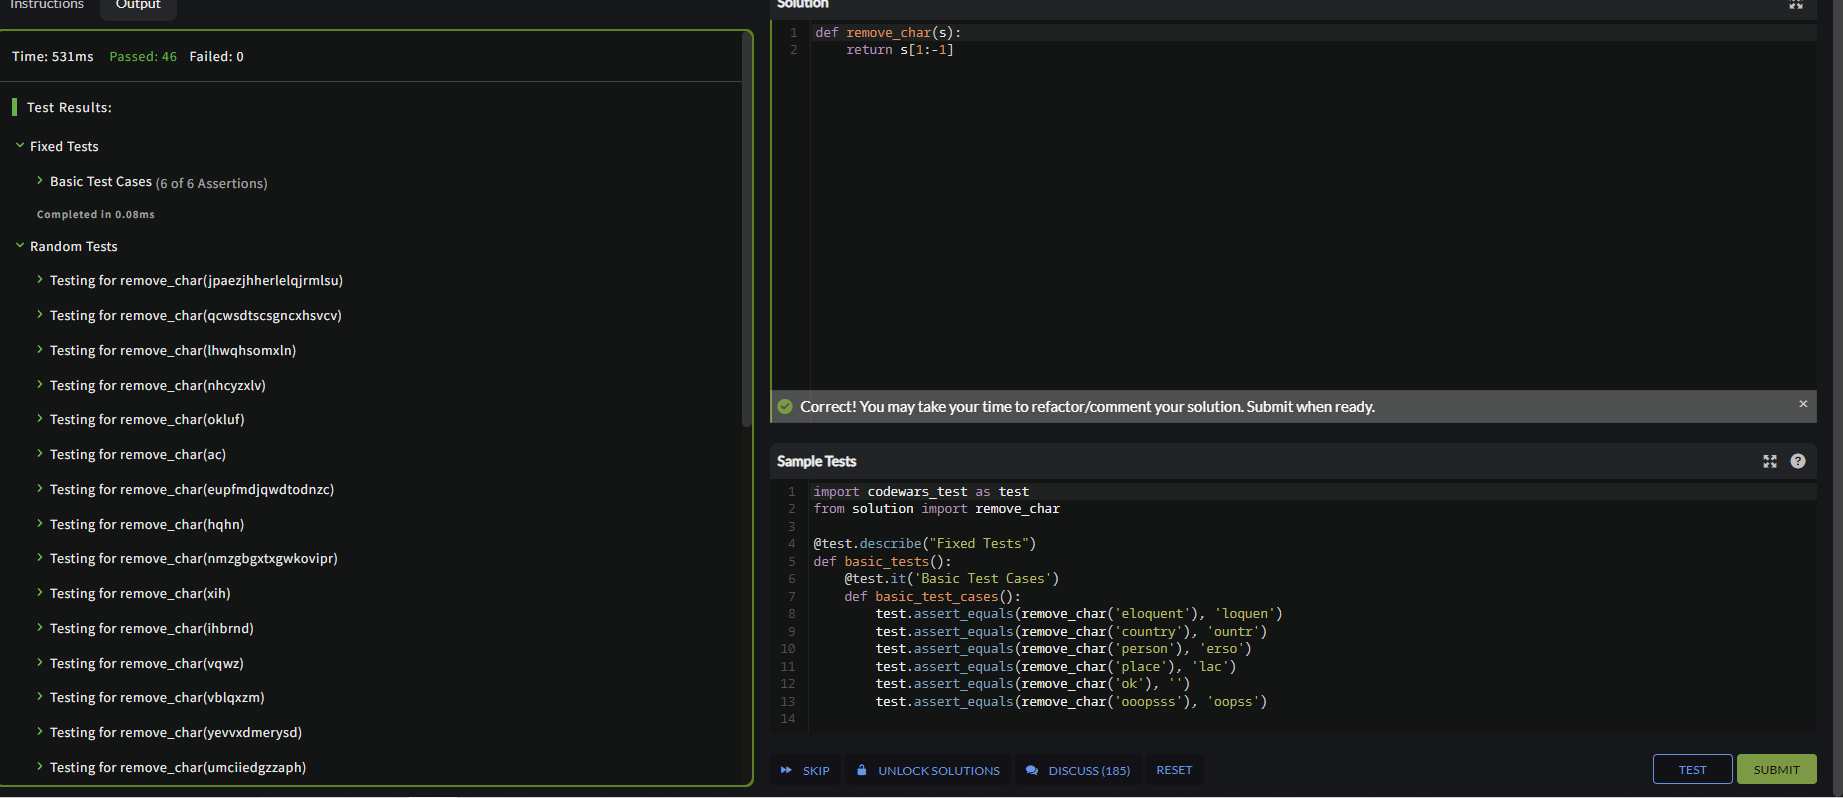 Instructions
Output
Time: 531ms Passed: 46 Failed: 0
Test Results:
Fixed Tests
Basic Test Cases (6 of 6 Assertions)
Completed in 0.08ms
Random Tests
Testing for remove_char(jpaezjhherlelqjrmlsu)
Testing for remove_char(qcwsdtscsgncxhsvcv)
Testing for remove_char(lhwqhsomxln)
Testing for remove_char(nhcyzxlv)
Testing for remove_char(okluf)
Testing for remove_char(ac)
Testing for remove_char(eupfmdjqwdtodnzc)
Testing for remove_char(hqhn)
Testing for remove_char(nmzgbgxtxgwkovipr)
Testing for remove_char(xih)
Testing for remove_char(ihbrnd)
Testing for remove_char(vqwz)
Testing for remove_char(vblqxzm)
Testing for remove_char(yevvxdmerysd)
Testing for remove_char(umciiedgzzaph)
Solution
1 def remove_char(s):
2     return s[1:-1]
Correct! You may take your time to refactor/comment your solution. Submit when ready.
Sample Tests
1 import codewars_test as test
2 from solution import remove_char
3
4 @test.describe("Fixed Tests")
5 def basic_tests():
6     @test.it('Basic Test Cases')
7     def basic_test_cases():
8         test.assert_equals(remove_char('eloquent'), 'loquen')
9         test.assert_equals(remove_char('country'), 'ountr')
10         test.assert_equals(remove_char('person'), 'erso')
11         test.assert_equals(remove_char('place'), 'lac')
12         test.assert_equals(remove_char('ok'), '')
13         test.assert_equals(remove_char('ooopsss'), 'oopss')
14
SKIP UNLOCK SOLUTIONS DISCUSS (185) RESET TEST SUBMIT